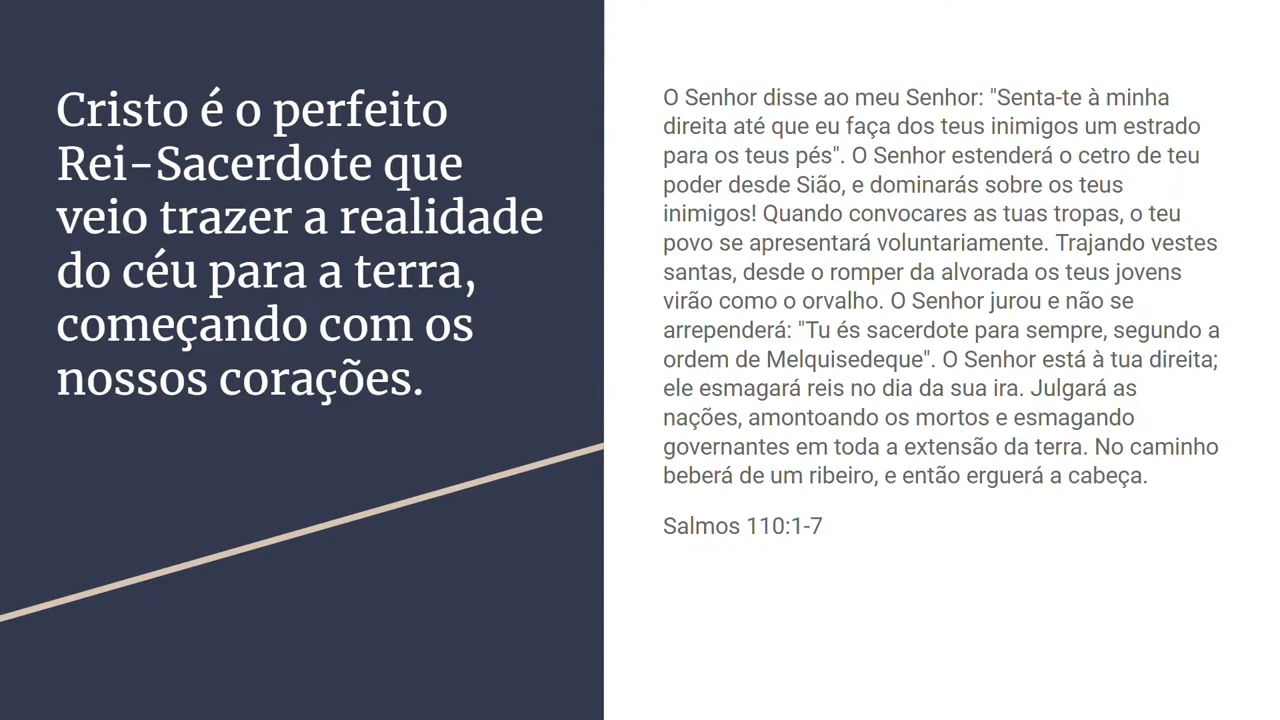 Cristo é o perfeito
Rei-Sacerdote que
veio trazer a realidade
do céu para a terra,
começando com os
nossos corações.
O Senhor disse ao meu Senhor: "Senta-te à minha
direita até que eu faça dos teus inimigos um estrado
para os teus pés". O Senhor estenderá o cetro de teu
poder desde Sião, e dominarás sobre os teus
inimigos! Quando convocares as tuas tropas, o teu
povo se apresentará voluntariamente. Trajando vestes
santas, desde o romper da alvorada os teus jovens
virão como o orvalho. O Senhor jurou e não se
arrependerá: "Tu és sacerdote para sempre, segundo a
ordem de Melquisedeque". O Senhor está à tua direita;
ele esmagará reis no dia da sua ira. Julgará as
nações, amontoando os mortos e esmagando
governantes em toda a extensão da terra. No caminho
beberá de um ribeiro, e então erguerá a cabeça.
Salmos 110:1-7